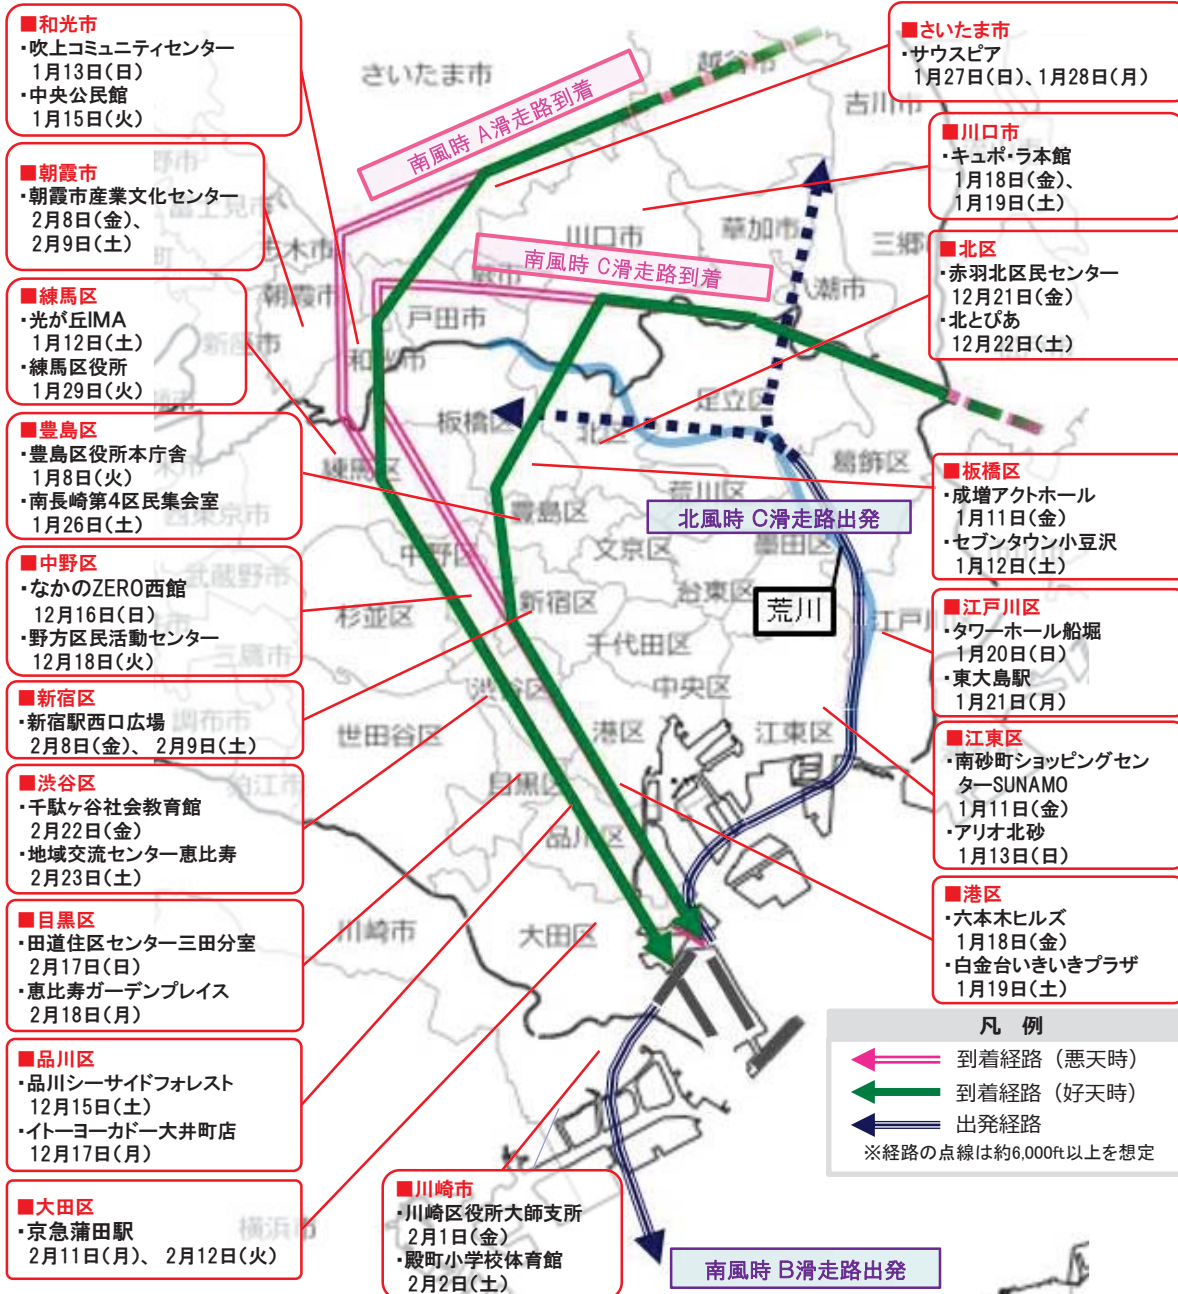 ■和光市
・吹上コミュニティセンター
1月13日(日)
・中央公民館
1月15日(火)
■朝霞市
・朝霞市産業文化センター
2月8日(金)、
2月9日(土)
■練馬区
・光が丘IMA
1月12日(土)
・練馬区役所
1月29日(火)
■豊島区
・豊島区役所本庁舎
1月8日(火)
・南長崎第4区民集会室
1月26日(土)
■中野区
・なかのZERO西館
12月16日(日)
・野方区民活動センター
12月18日(火)
■新宿区
・新宿駅西口広場
2月8日(金)、 2月9日(土)
■渋谷区
・千駄ヶ谷社会教育館
2月22日(金)
・地域交流センター恵比寿
2月23日(土)
■目黒区
・田道住区センター三田分室
2月17日(日)
・恵比寿ガーデンプレイス
2月18日(月)
■品川区
・品川シーサイドフォレスト
12月15日(土)
・イトーヨーカドー大井町店
12月17日(月)
■大田区
・京急蒲田駅
2月11日(月)、 2月12日(火)
■川崎市
・川崎区役所大師支所
2月1日(金)
・殿町小学校体育館
2月2日(土)
■さいたま市
・サウスピア
1月27日(日)、1月28日(月)
■川口市
・キュポ・ラ本館
1月18日(金)、
1月19日(土)
■北区
・赤羽北区民センター
12月21日(金)
・北とぴあ
12月22日(土)
■板橋区
・成増アクトホール
1月11日(金)
・セブンタウン小豆沢
1月12日(土)
■江戸川区
・タワーホール船堀
1月20日(日)
・東大島駅
1月21日(月)
■江東区
・南砂町ショッピングセン
ターSUNAMO
1月11日(金)
・アリオ北砂
1月13日(日)
■港区
・六本木ヒルズ
1月18日(金)
・白金台いきいきプラザ
1月19日(土)
凡 例
到着経路（悪天時）
到着経路（好天時）
出発経路
※経路の点線は約6,000ft以上を想定
南風時 A滑走路到着
南風時 C滑走路到着
北風時 C滑走路出発
南風時 B滑走路出発
荒川
さいたま市
越谷市
吉川市
川口市
草加市
三郷
八潮市
富士見市
志木市
朝霞市
新座市
和光市
戸田市
蕨市
足立区
板橋区
北区
葛飾区
練馬区
西東京市
豊島区
荒川区
武蔵野市
中野区
文京区
墨田区
台東区
杉並区
新宿区
江戸川
三鷹市
千代田区
渋谷区
中央区
調布市
世田谷区
港区
江東区
狛江市
目黒区
品川区
川崎市
大田区
横浜市